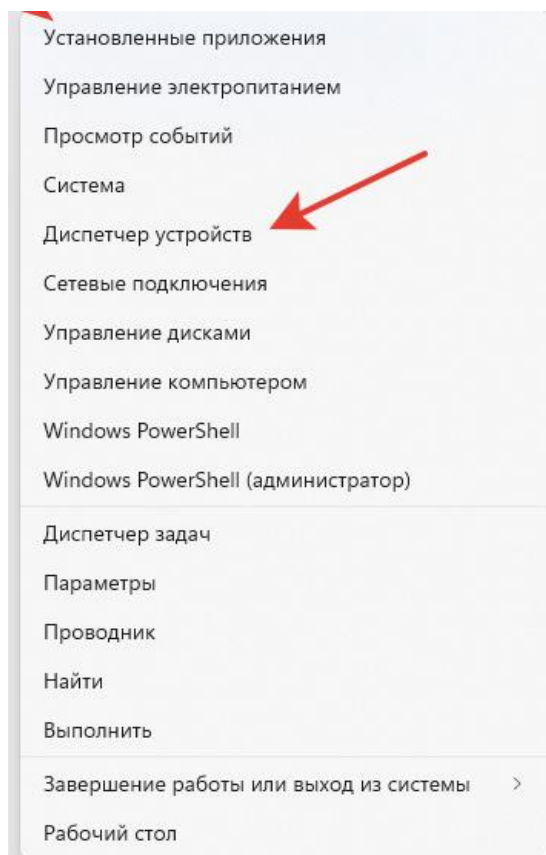 Установленные приложения
Управление электропитанием
Просмотр событий
Система
Диспетчер устройств
Сетевые подключения
Управление дисками
Управление компьютером
Windows PowerShell
Windows PowerShell (администратор)
Диспетчер задач
Параметры
Проводник
Найти
Выполнить
Завершение работы или выход из системы
Рабочий стол